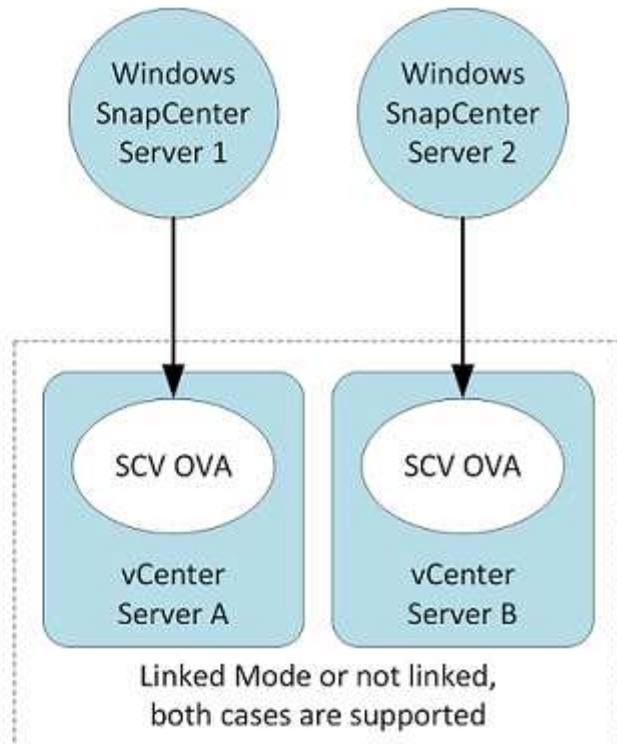 Windows
SnapCenter
Server 1
Windows
SnapCenter
Server 2
SCV OVA
vCenter
Server A
SCV OVA
vCenter
Server B
Linked Mode or not linked,
both cases are supported